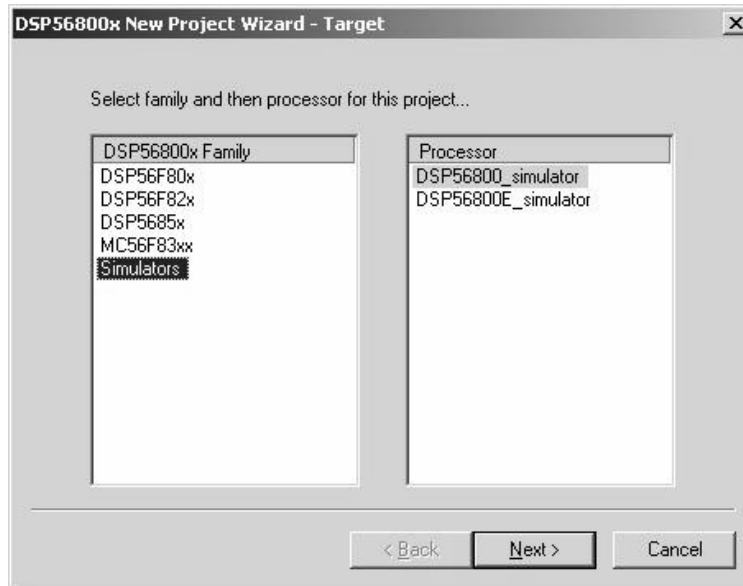 DSP56800x New Project Wizard - Target
Select family and then processor for this project...
DSP56800x Family
DSP56F80x
DSP56F82x
DSP5685x
MC56F83xx
Simulators
Processor
DSP56800_simulator
DSP56800E_simulator
< Back
Next >
Cancel